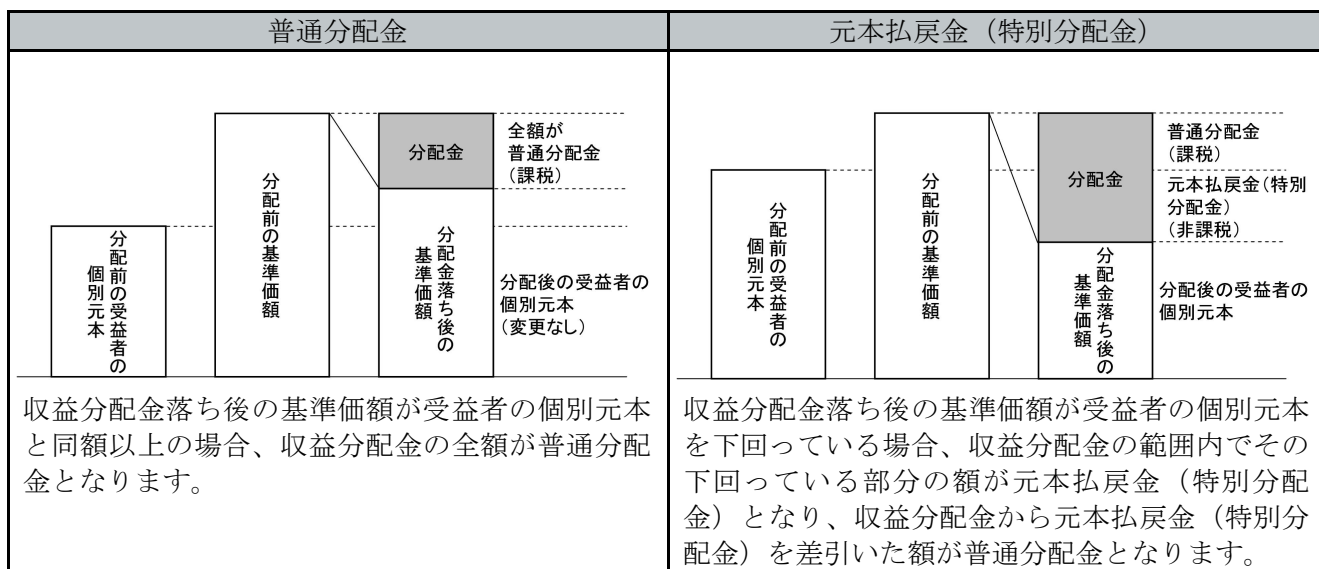 普通分配金
分配前の受益者の
個別元本
分配前の基準価額
分配金
分配金落ち後の
基準価額
全額が
普通分配金
(課税)
分配後の受益者の
個別元本
(変更なし)
収益分配金落ち後の基準価額が受益者の個別元本
と同額以上の場合、収益分配金の全額が普通分配
金となります。
元本払戻金（特別分配金）
分配前の受益者の
個別元本
分配前の基準価額
分配金
分配金落ち後の
基準価額
普通分配金
(課税)
元本払戻金(特別
分配金)
(非課税)
分配後の受益者の
個別元本
収益分配金落ち後の基準価額が受益者の個別元本
を下回っている場合、収益分配金の範囲内でその
下回っている部分の額が元本払戻金（特別分配
金）となり、収益分配金から元本払戻金（特別分
配金）を差引いた額が普通分配金となります。